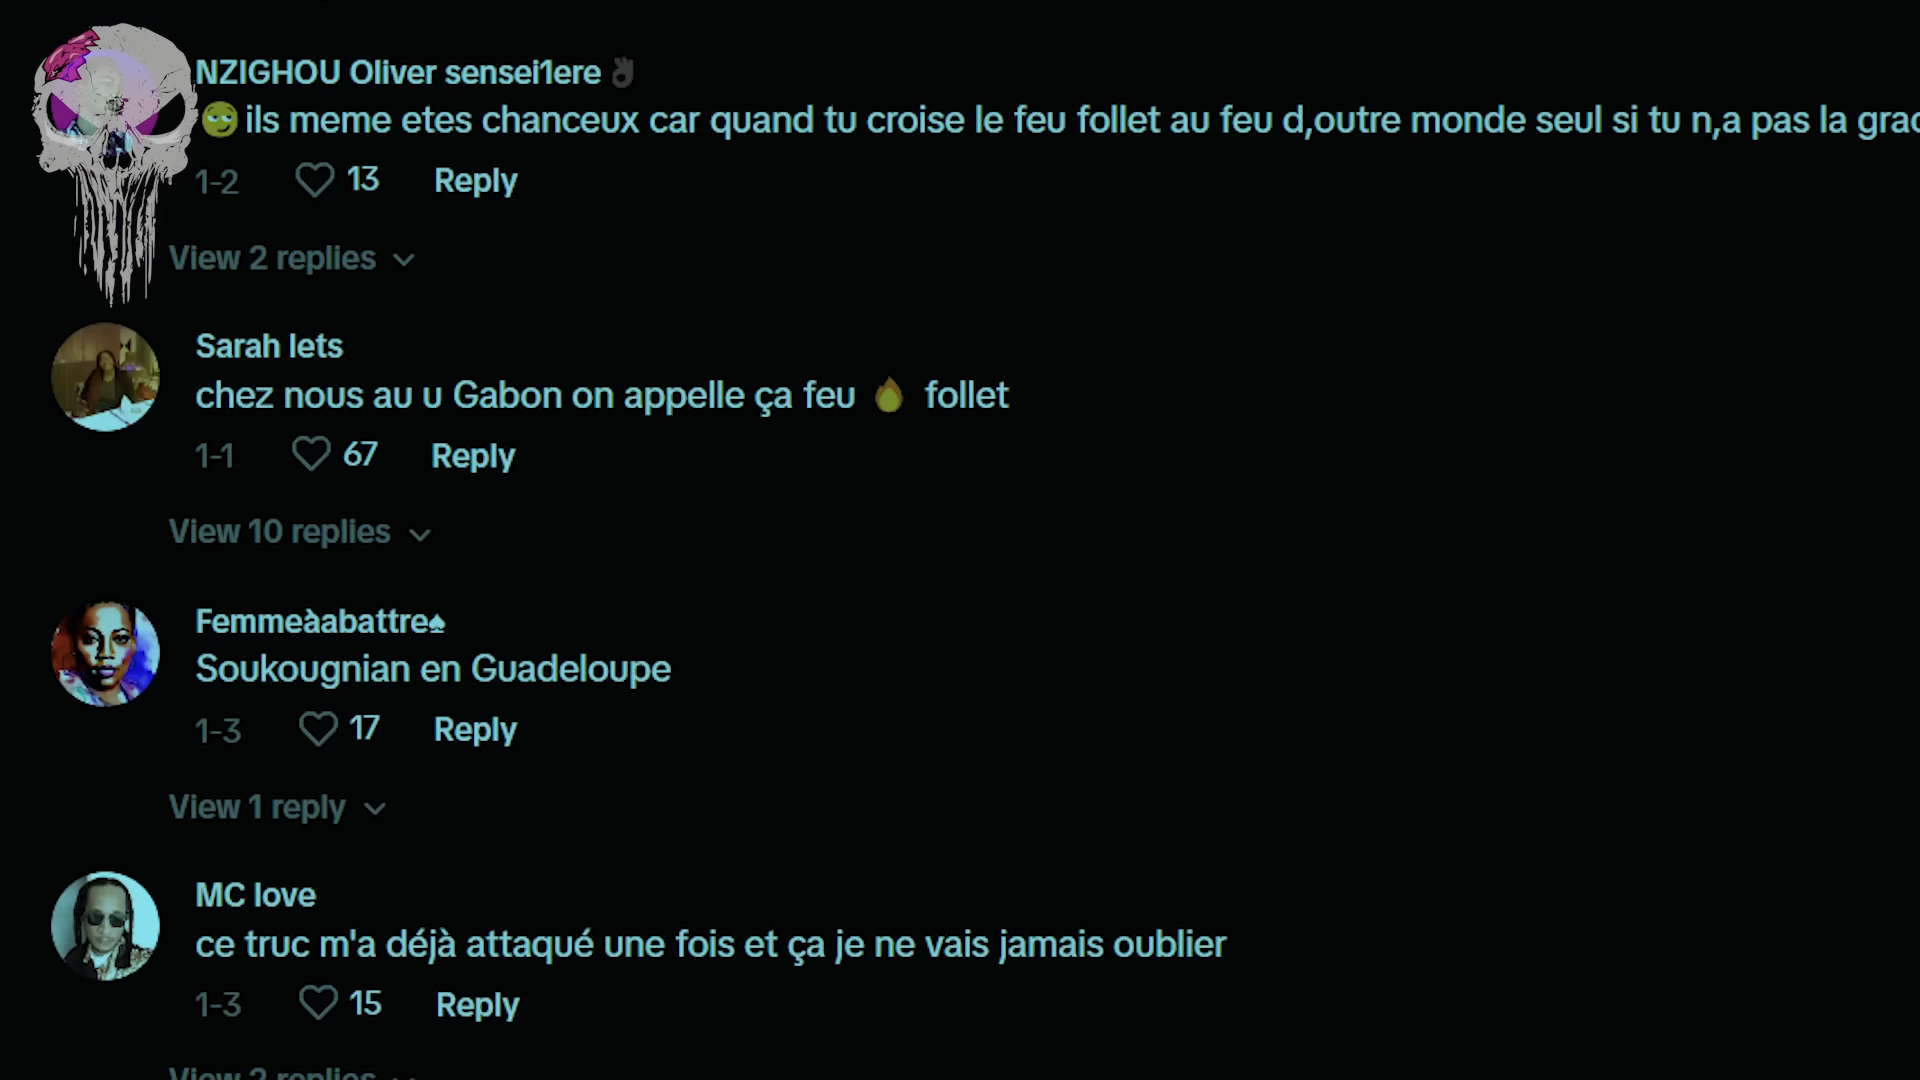 NZIGHOU Oliver sensei1ere👌🏿
😏ils meme etes chanceux car quand tu croise le feu follet au feu d,outre monde seul si tu n,a pas la
1-2 13 Reply
View 2 replies
Sarah lets
chez nous au u Gabon on appelle ça feu 🔥 follet
1-1 67 Reply
View 10 replies
Femmeàabattre♠
Soukougnian en Guadeloupe
1-3 17 Reply
View 1 reply
MC love
ce truc m'a déjà attaqué une fois et ça je ne vais jamais oublier
1-3 15 Reply
View 2 replies